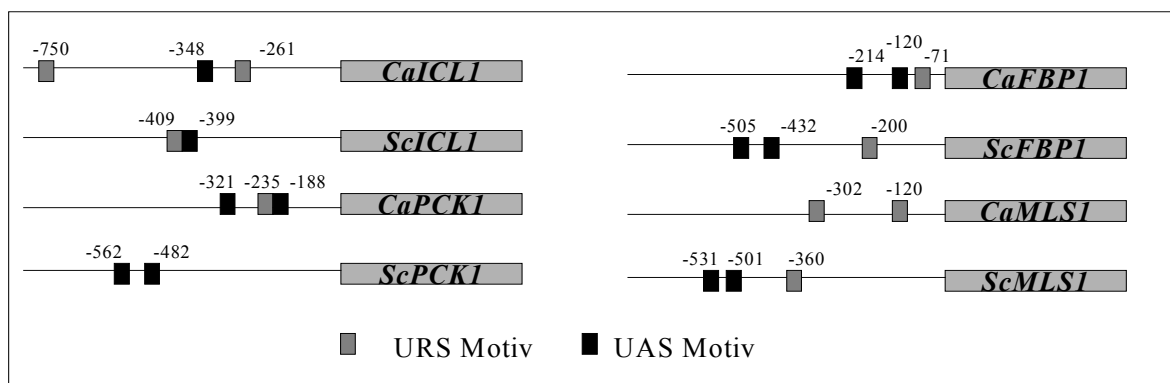 -750 -348 -261
CaICL1
-409 -399
ScICL1
-321 -235 -188
CaPCK1
-562 -482
ScPCK1
-214 -120 -71
CaFBP1
-505 -432 -200
ScFBP1
-302 -120
CaMLS1
-531 -501 -360
ScMLS1
URS Motiv UAS Motiv